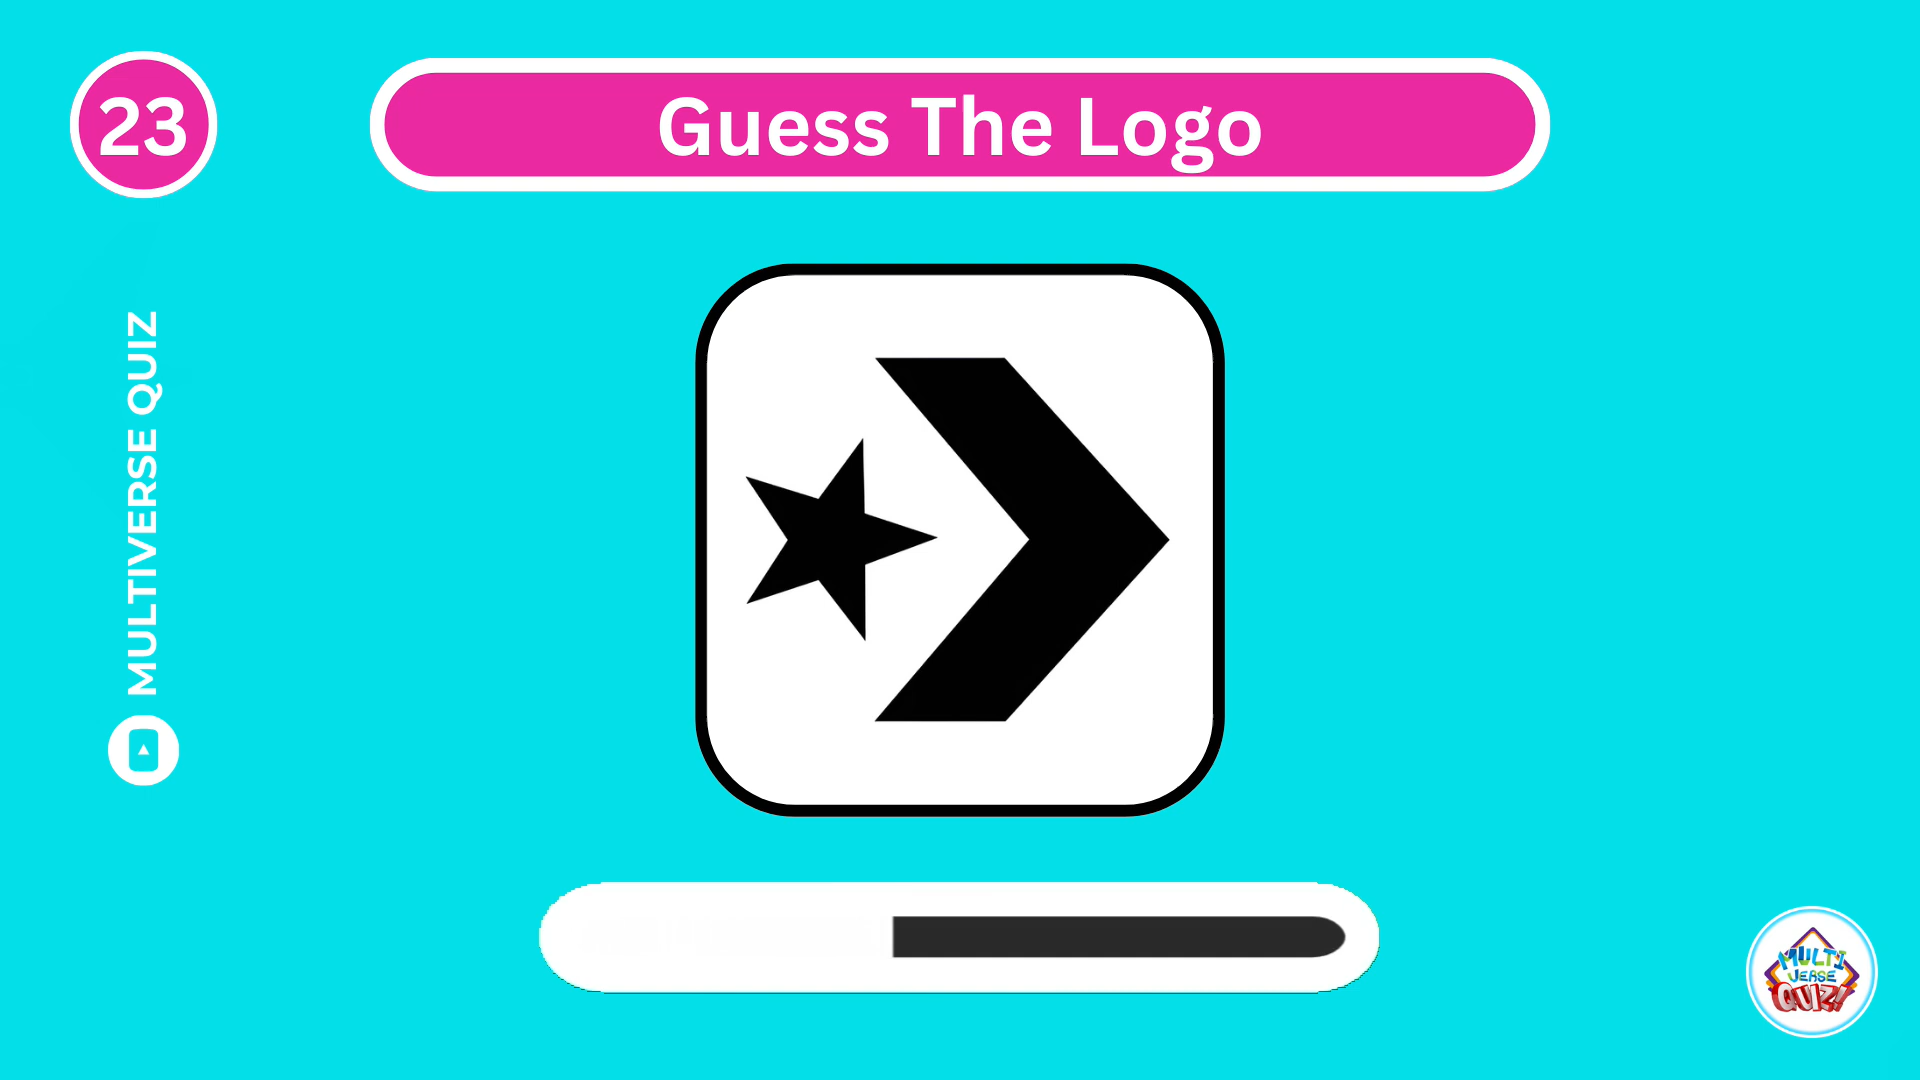 23
Guess The Logo
MULTIVERSE QUIZ
MULTI
VERSE
QUIZ!